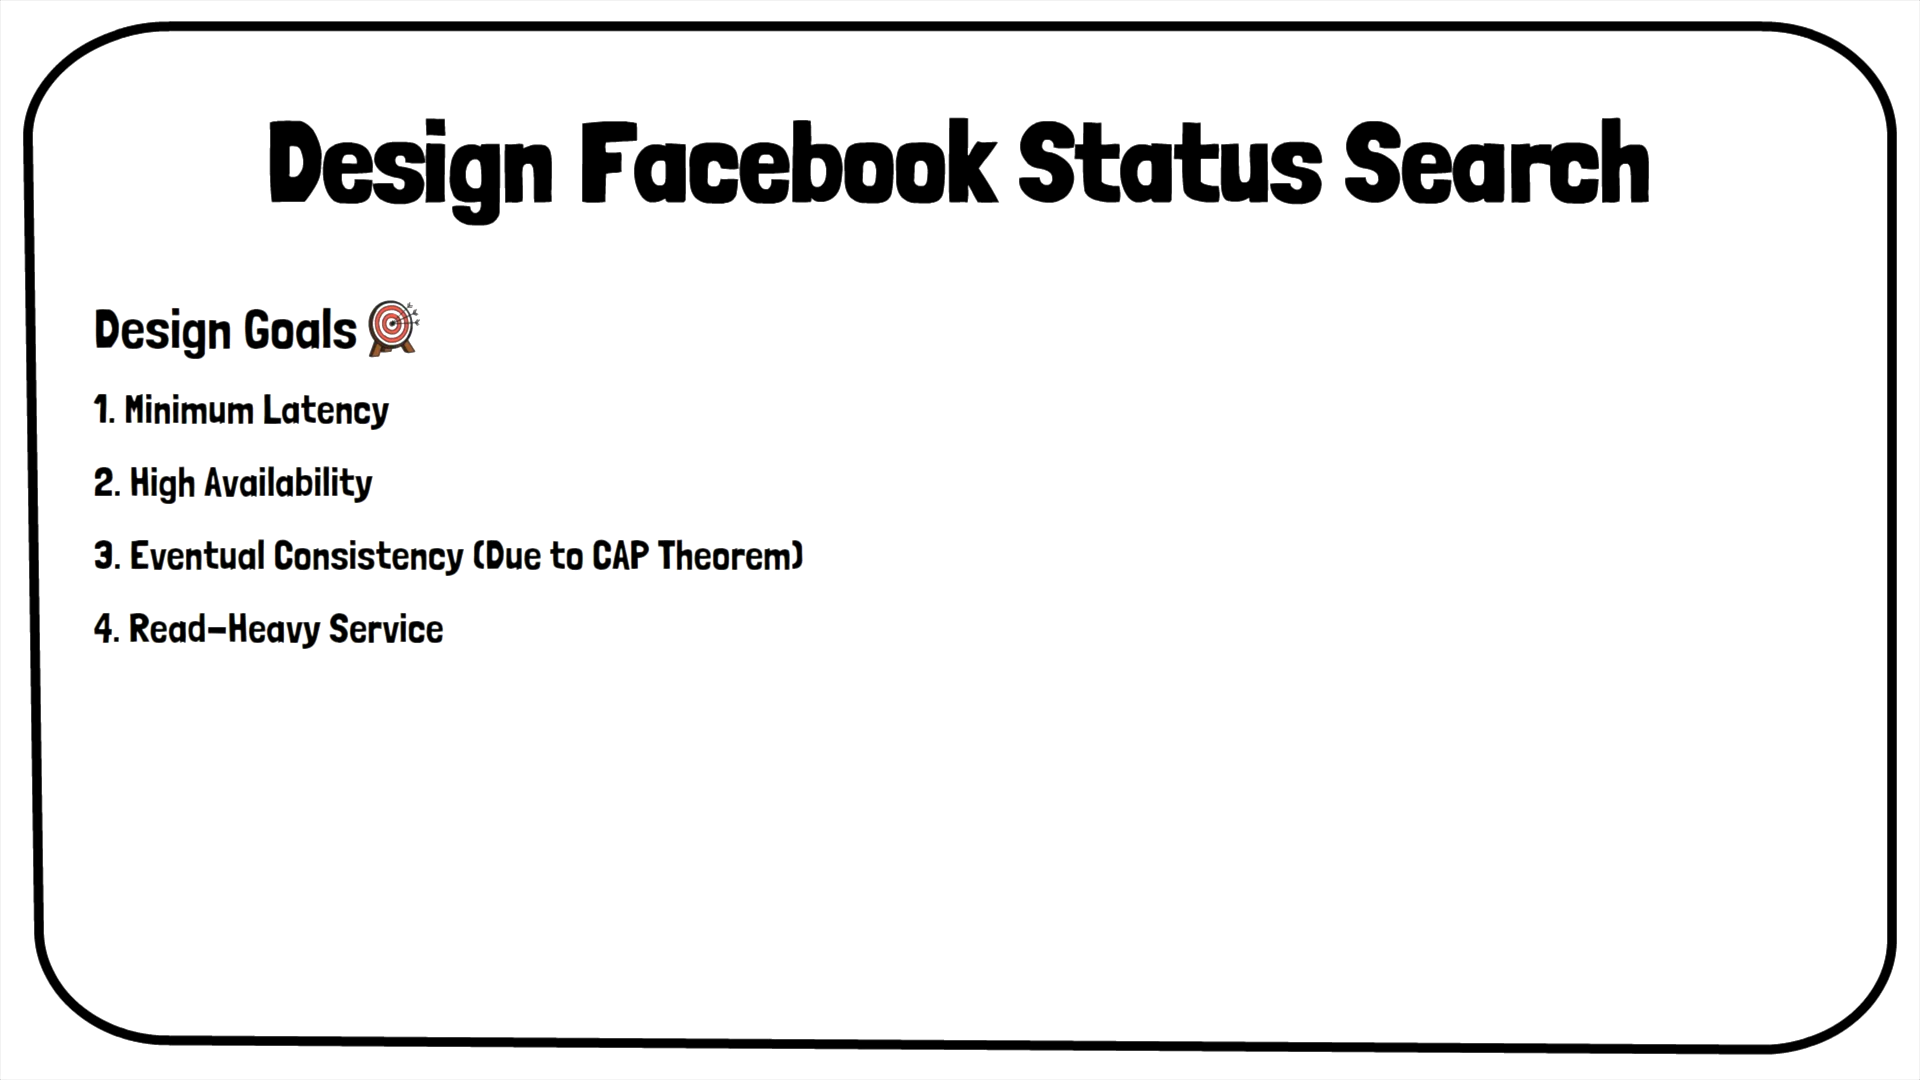 Design Facebook Status Search
Design Goals
1. Minimum Latency
2. High Availability
3. Eventual Consistency (Due to CAP Theorem)
4. Read-Heavy Service